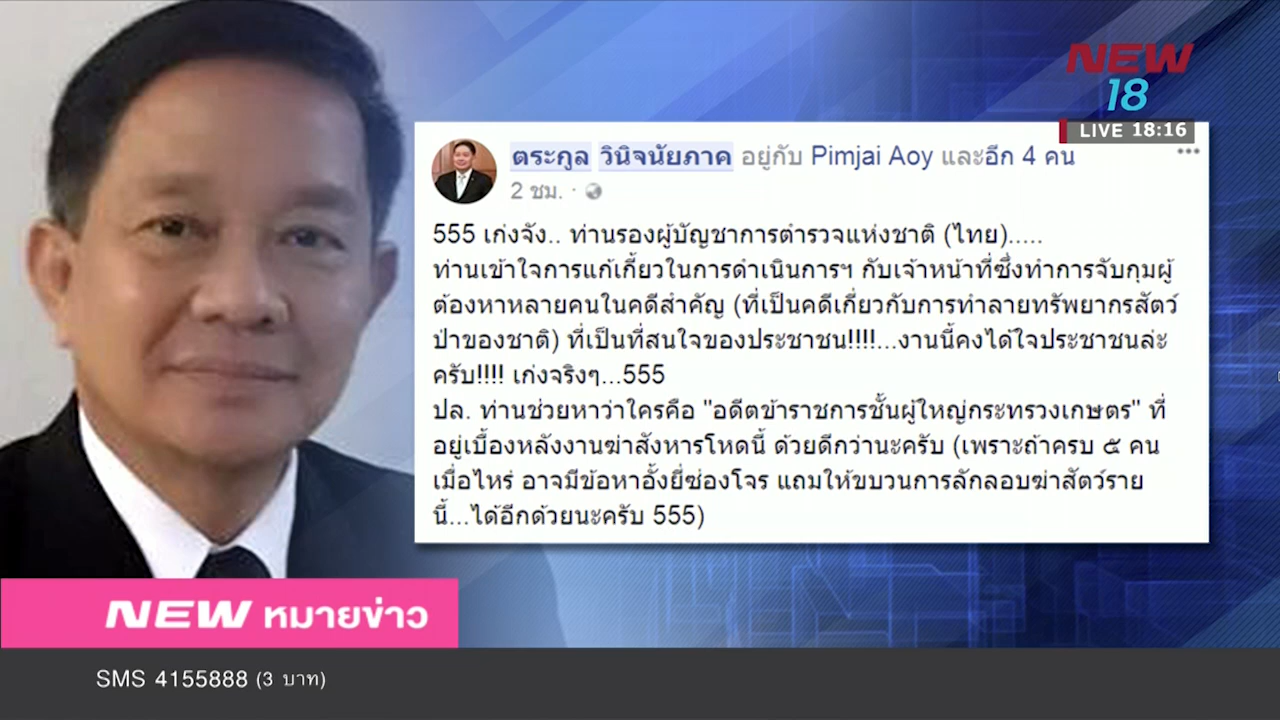 NEW
18
LIVE 18:16
ตระกูล วินิจนัยภาค อยู่กับ Pimjai Aoy และอีก 4 คน
2 ชม. ·
555 เก่งจัง.. ท่านรองผู้บัญชาการตำรวจแห่งชาติ (ไทย).....
ท่านเข้าใจการแก้เกี้ยวในการดำเนินการฯ กับเจ้าหน้าที่ซึ่งทำการจับกุมผู้
ต้องหาหลายคนในคดีสำคัญ (ที่เป็นคดีเกี่ยวกับการทำลายทรัพยากรสัตว์
ป่าของชาติ) ที่เป็นที่สนใจของประชาชน!!!!...งานนี้คงได้ใจประชาชนล่ะ
ครับ!!!! เก่งจริงๆ...555
ปล. ท่านช่วยหาว่าใครคือ "อดีตข้าราชการชั้นผู้ใหญ่กระทรวงเกษตร" ที่
อยู่เบื้องหลังงานฆ่าสังหารโหดนี้ ด้วยดีกว่านะครับ (เพราะถ้าครบ ๕ คน
เมื่อไหร่ อาจมีข้อหาอั้งยี่ซ่องโจร แถมให้ขบวนการลักลอบฆ่าสัตว์ราย
นี้...ได้อีกด้วยนะครับ 555)
NEW หมายข่าว
SMS 4155888 (3 บาท)